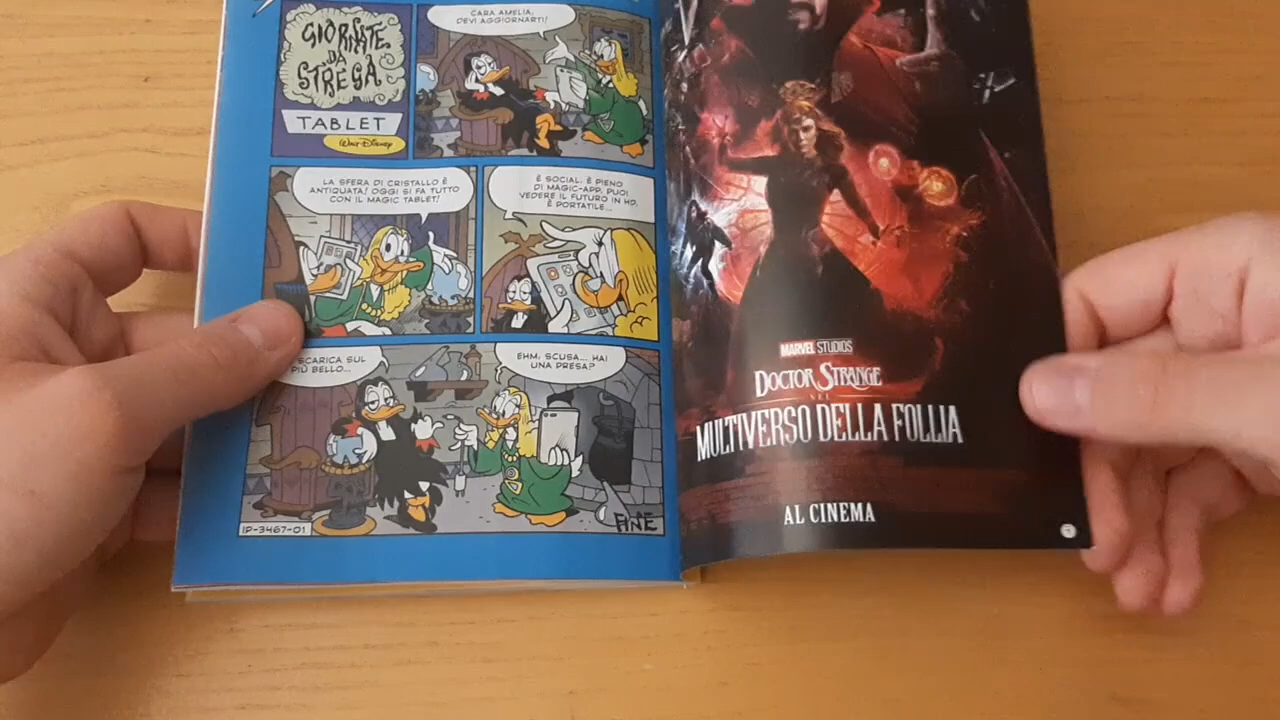 GIORNATE
DA
STREGA
TABLET
WALT DISNEY
CARA AMELIA,
DEVI AGGIORNARTI!
LA SFERA DI CRISTALLO È
ANTIQUATA! OGGI SI FA TUTTO
CON IL MAGIC TABLET!
È SOCIAL, È PIENO
DI MAGIC-APP, PUOI
VEDERE IL FUTURO IN HD,
È PORTATILE...
SCARICA SUL
PIÙ BELLO...
EHM, SCUSA... HAI
UNA PRESA?
FINE
IP-3467-01
MARVEL STUDIOS
DOCTOR STRANGE
NEL
MULTIVERSO DELLA FOLLIA
AL CINEMA